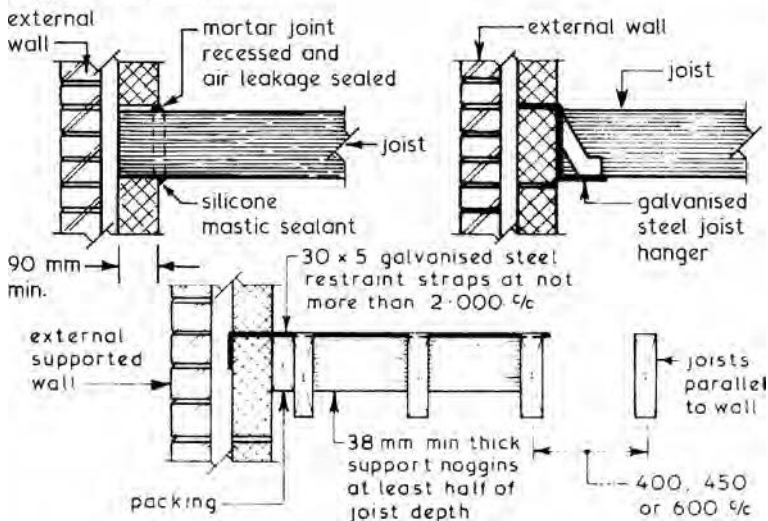 external
wall
mortar joint
recessed and
air leakage sealed
joist
silicone
mastic sealant
90 mm
min.
external wall
joist
galvanised
steel joist
hanger
30 × 5 galvanised steel
restraint straps at not
more than 2·000 c/c
external
supported
wall
packing
38 mm min thick
support noggins
at least half of
joist depth
joists
parallel
to wall
400, 450
or 600 c/c